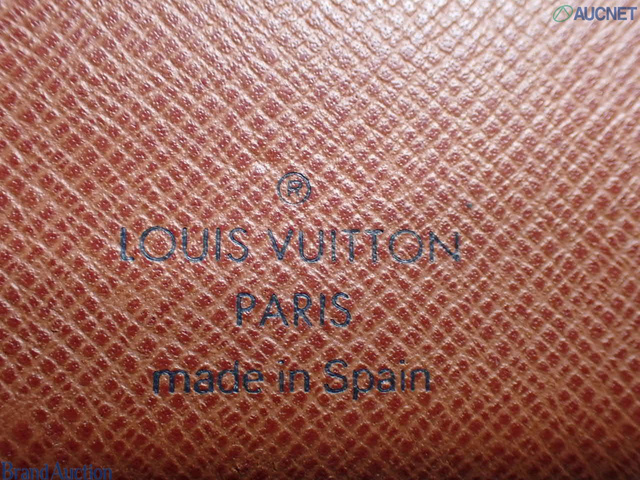 AUCNET
®
LOUIS VUITTON
PARIS
made in Spain
Brand Auction